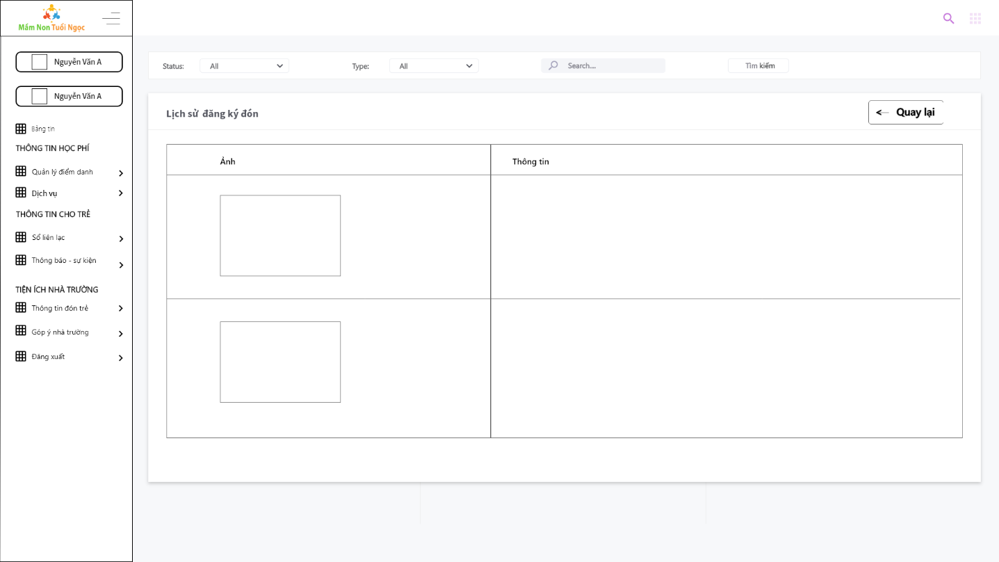 Mầm Non Tuổi Ngọc
Nguyễn Văn A
Nguyễn Văn A
Bảng tin
THÔNG TIN HỌC PHÍ
Quản lý điểm danh
Dịch vụ
THÔNG TIN CHO TRẺ
Sổ liên lạc
Thông báo - sự kiện
TIỆN ÍCH NHÀ TRƯỜNG
Thông tin đón trẻ
Góp ý nhà trường
Đăng xuất
Status: All Type: All Search.... Tìm kiếm
Lịch sử đăng ký đón
Quay lại
Ảnh Thông tin